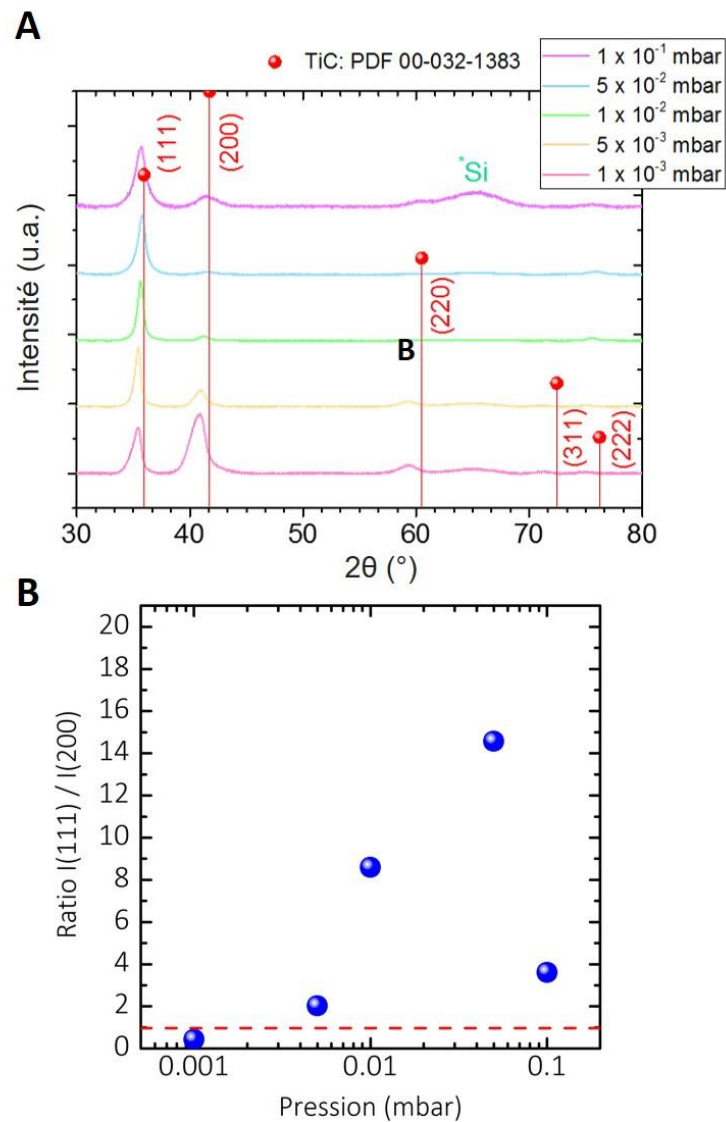 A
TiC: PDF 00-032-1383
1 x 10⁻¹ mbar
5 x 10⁻² mbar
1 x 10⁻² mbar
5 x 10⁻³ mbar
1 x 10⁻³ mbar
(111)
(200)
*Si
(220)
B
(311)
(222)
Intensité (u.a.)
30 40 50 60 70 80
2θ (°)
B
20
18
16
14
12
10
8
6
4
2
0
Ratio I(111) / I(200)
0.001 0.01 0.1
Pression (mbar)